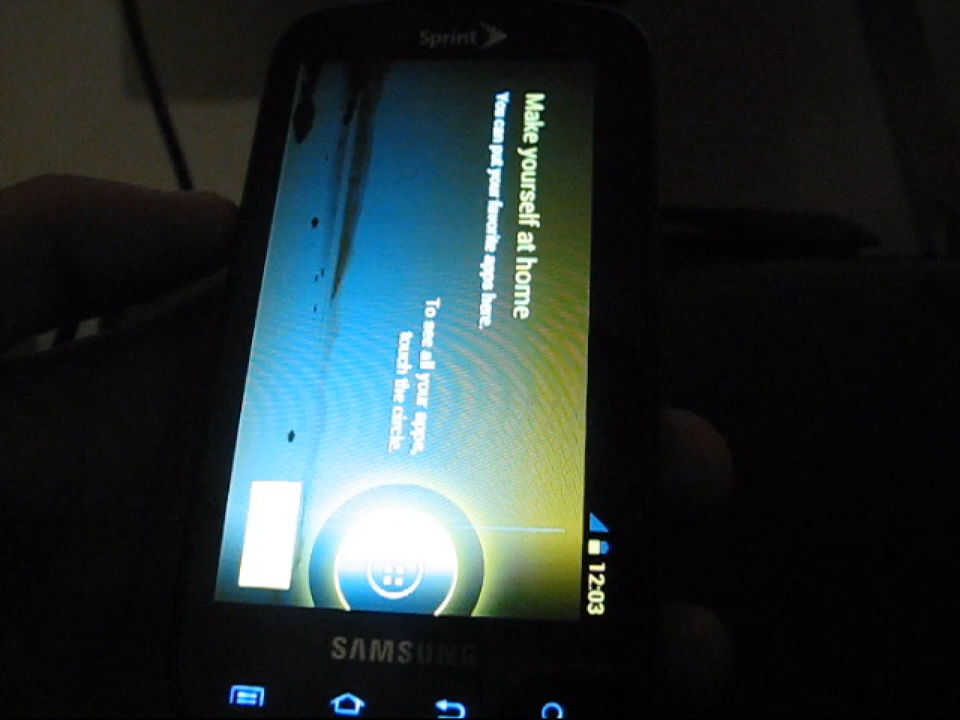 Sprint
12:03
Make yourself at home
You can put your favorite apps here.
To see all your apps,
touch the circle.
SAMSUNG